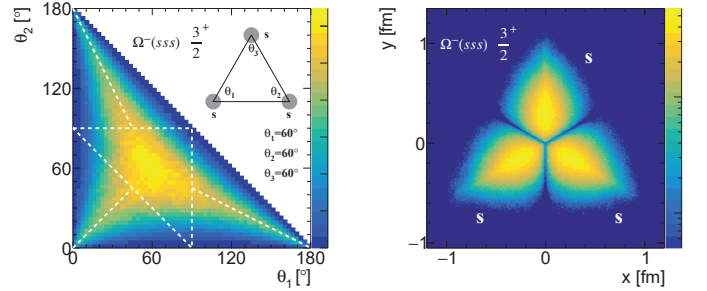 θ₂ [°]
180
120
60
0
0
60
120
180
θ₁ [°]
Ω⁻(sss) 3/2⁺
s
θ₃
θ₁
θ₂
s
s
θ₁=60°
θ₂=60°
θ₃=60°
y [fm]
1
0
−1
−1
0
1
x [fm]
Ω⁻(sss) 3/2⁺
s
s
s